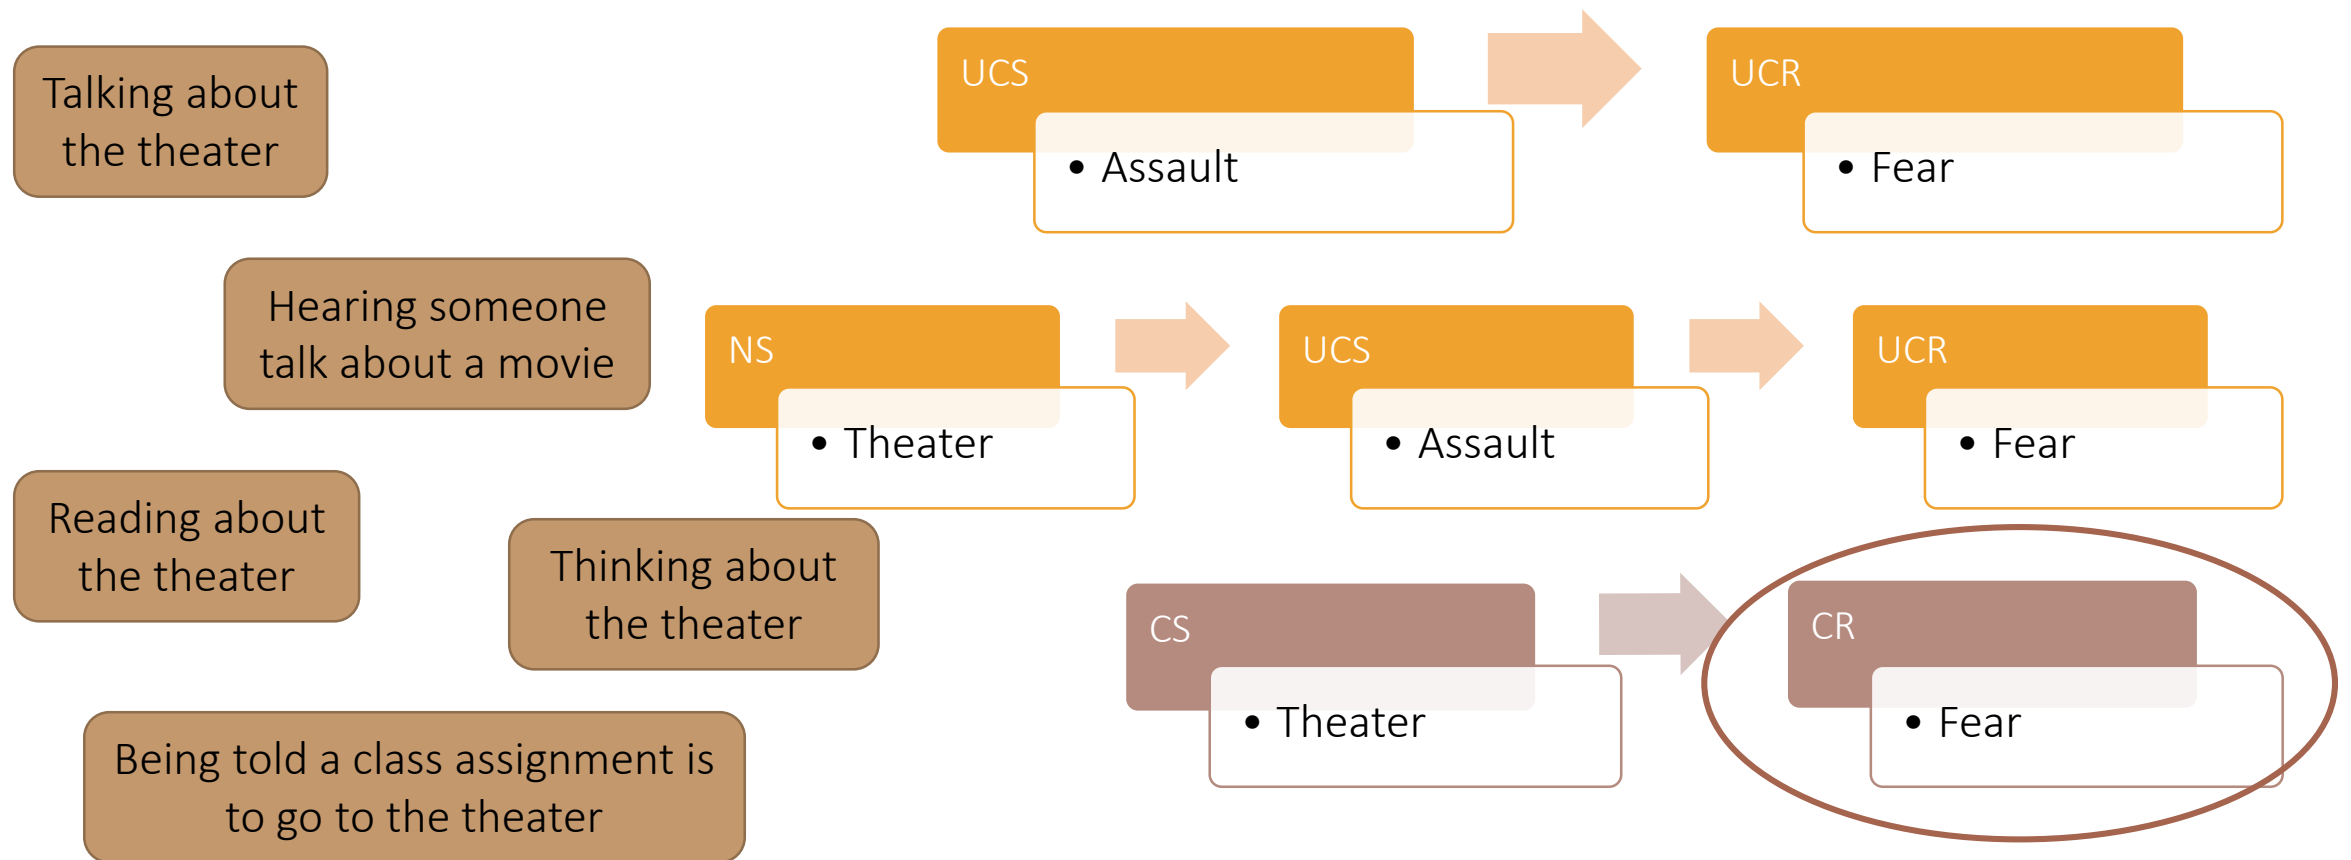 Talking about
the theater
Hearing someone
talk about a movie
Reading about
the theater
Thinking about
the theater
Being told a class assignment is
to go to the theater
UCS
• Assault
UCR
• Fear
NS
• Theater
UCS
• Assault
UCR
• Fear
CS
• Theater
CR
• Fear